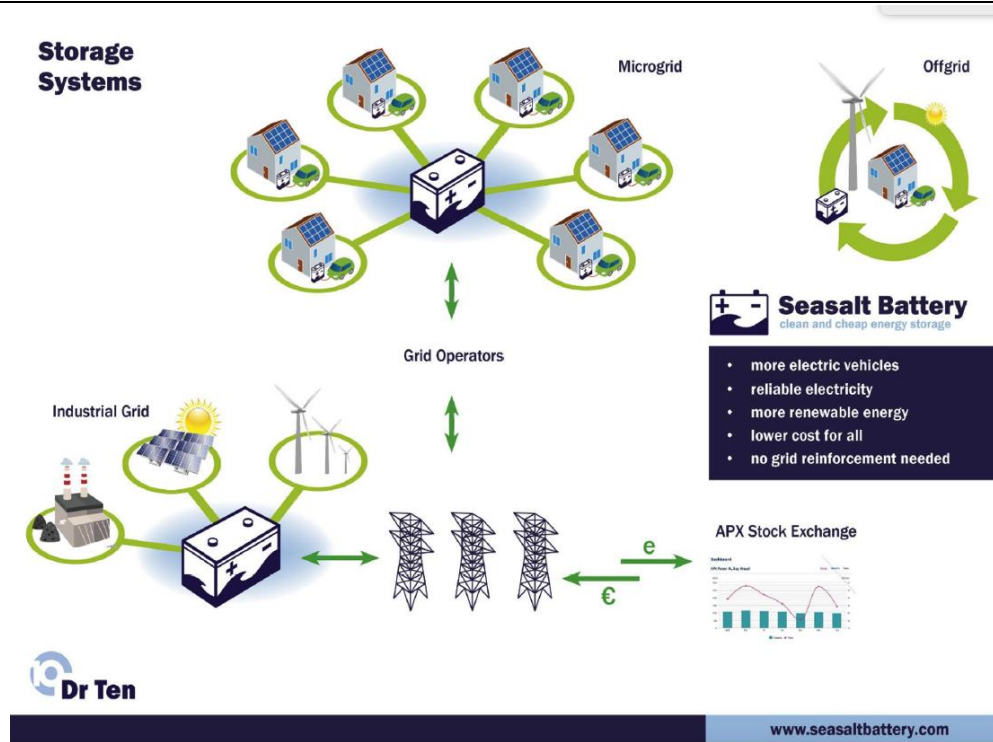 Storage
Systems
Microgrid
Offgrid
Seasalt Battery
clean and cheap energy storage
• more electric vehicles
• reliable electricity
• more renewable energy
• lower cost for all
• no grid reinforcement needed
Grid Operators
Industrial Grid
APX Stock Exchange
e
€
Dashboard
Dr Ten
www.seasaltbattery.com